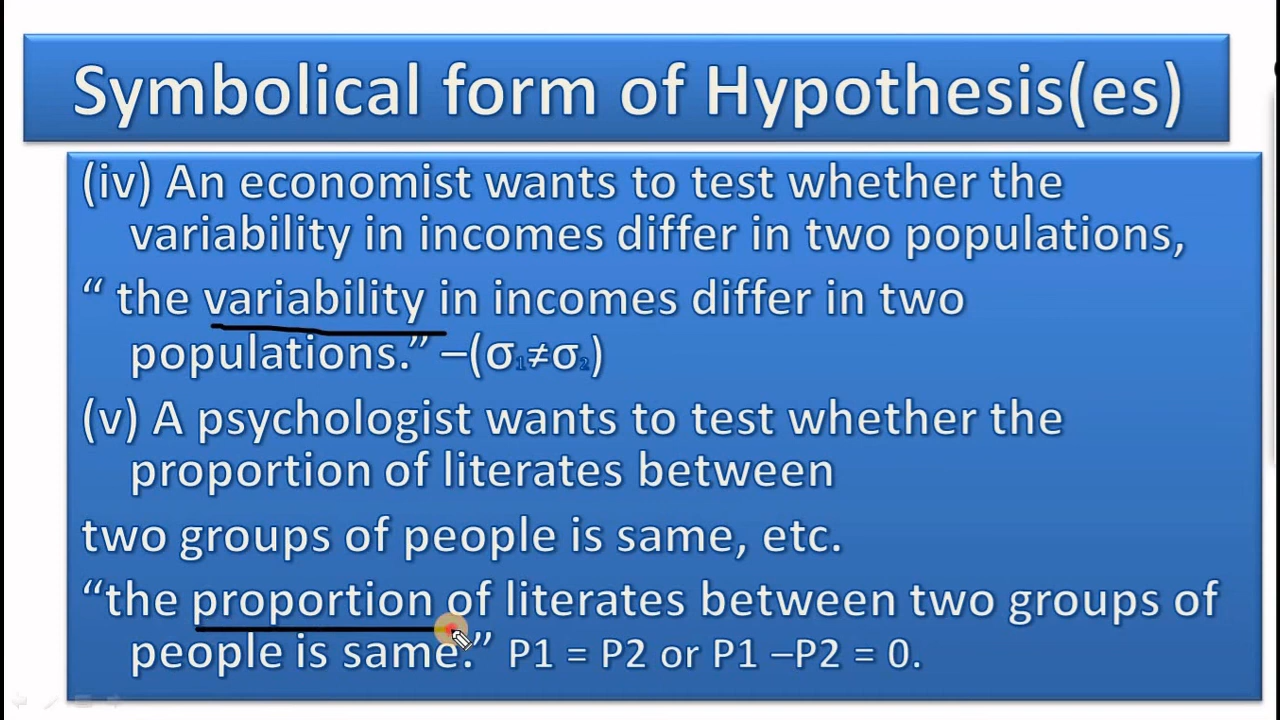 Symbolical form of Hypothesis(es)
(iv) An economist wants to test whether the
variability in incomes differ in two populations,
“ the variability in incomes differ in two
populations.” –(σ₁≠σ₂)
(v) A psychologist wants to test whether the
proportion of literates between
two groups of people is same, etc.
“the proportion of literates between two groups of
people is same.” P1 = P2 or P1 –P2 = 0.